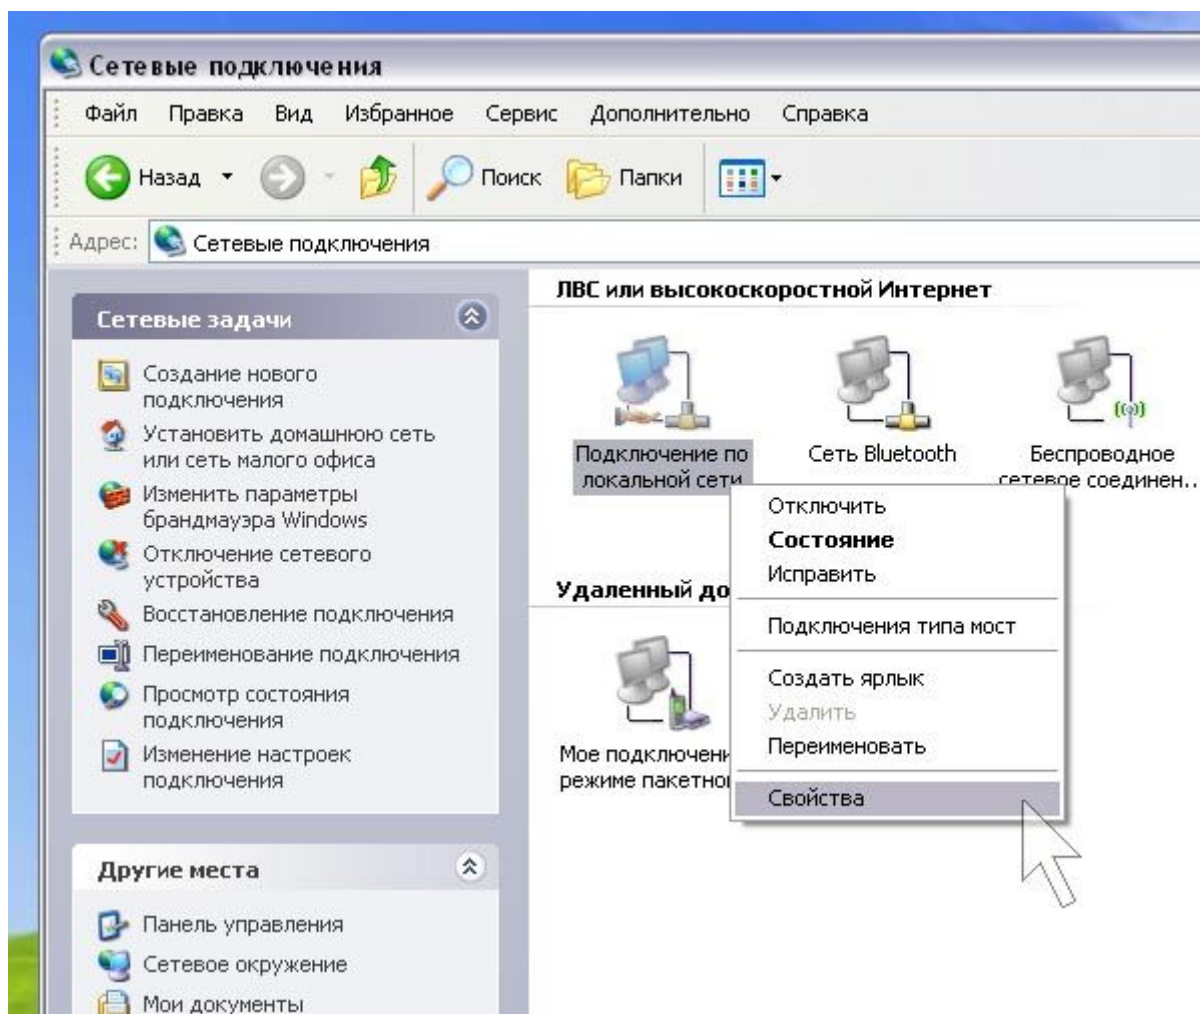 Сетевые подключения
Файл Правка Вид Избранное Сервис Дополнительно Справка
Назад Поиск Папки
Адрес: Сетевые подключения
Сетевые задачи
Создание нового
подключения
Установить домашнюю сеть
или сеть малого офиса
Изменить параметры
брандмауэра Windows
Отключение сетевого
устройства
Восстановление подключения
Переименование подключения
Просмотр состояния
подключения
Изменение настроек
подключения
Другие места
Панель управления
Сетевое окружение
Мои документы
ЛВС или высокоскоростной Интернет
Подключение по
локальной сети
Сеть Bluetooth
Беспроводное
сетевое соединен...
Удаленный до
Мое подключени
режиме пакетно
Отключить
Состояние
Исправить
Подключения типа мост
Создать ярлык
Удалить
Переименовать
Свойства